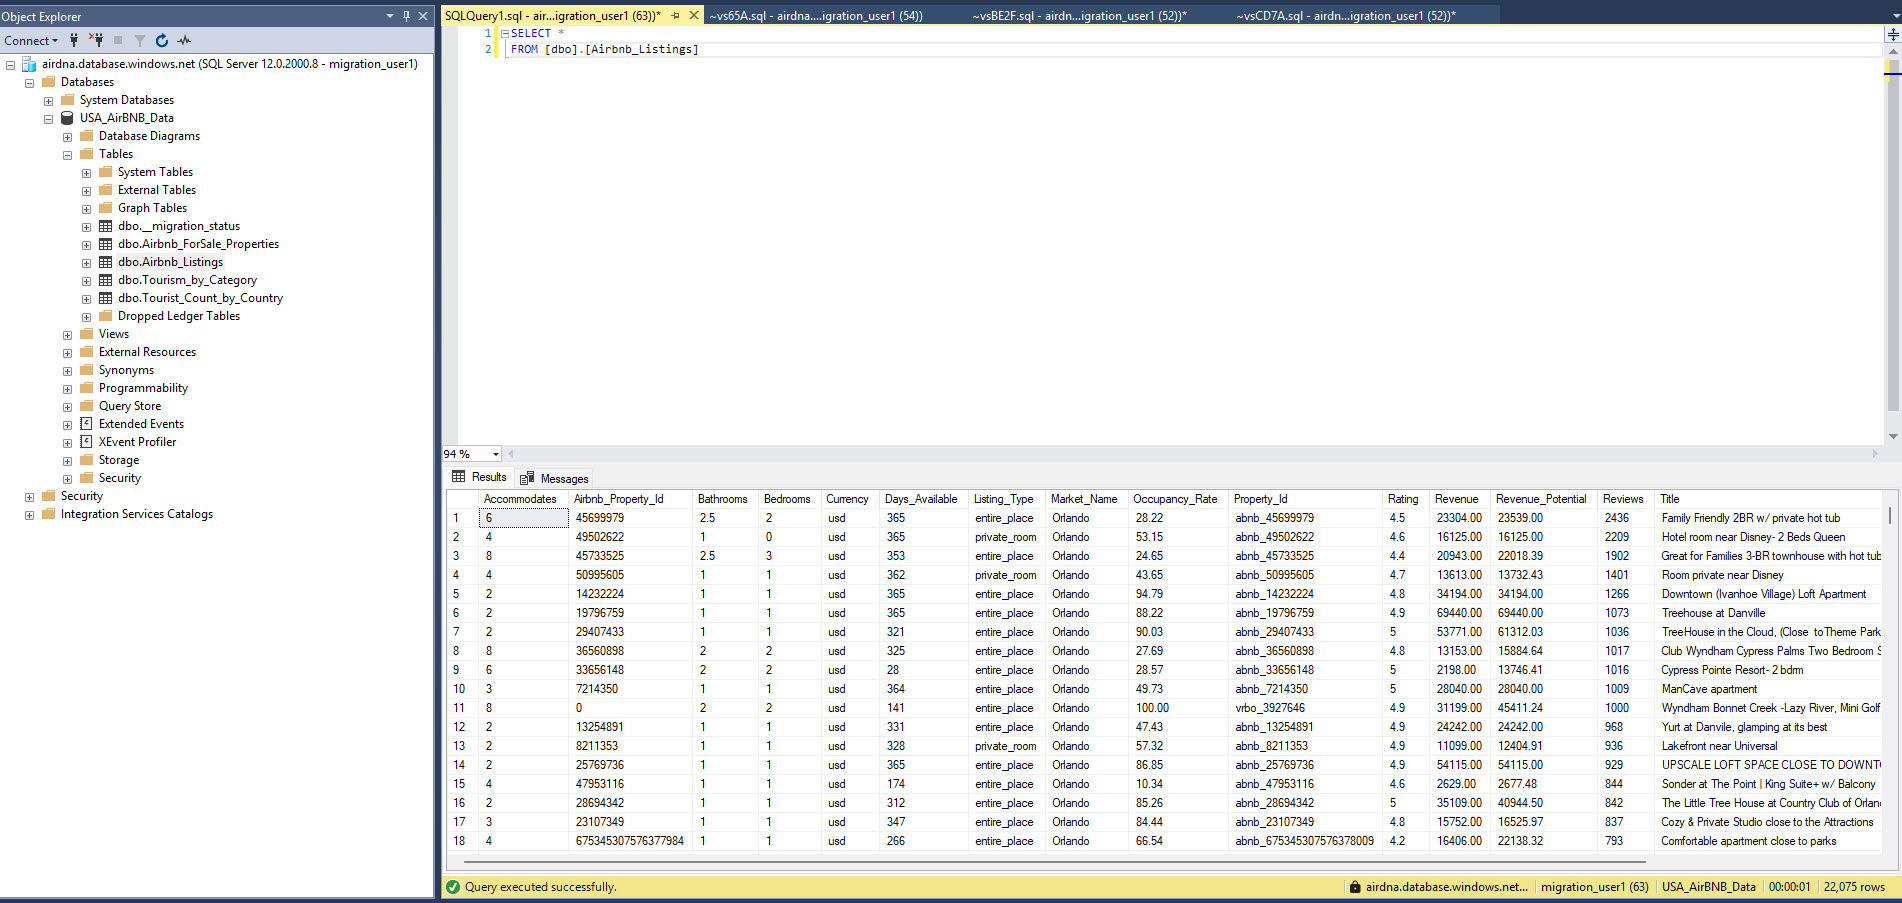 Object Explorer
Connect
airdna.database.windows.net (SQL Server 12.0.2000.8 - migration_user1)
Databases
System Databases
USA_AirBNB_Data
Database Diagrams
Tables
System Tables
External Tables
Graph Tables
dbo.__migration_status
dbo.Airbnb_ForSale_Properties
dbo.Airbnb_Listings
dbo.Tourism_by_Category
dbo.Tourist_Count_by_Country
Dropped Ledger Tables
Views
External Resources
Synonyms
Programmability
Query Store
Extended Events
XEvent Profiler
Storage
Security
Security
Integration Services Catalogs
SQLQuery1.sql - air...igration_user1 (63))* ~vs65A.sql - airdna....igration_user1 (54)) ~vsBE2F.sql - airdn...igration_user1 (52))* ~vsCD7A.sql - airdn...igration_user1 (52))*
1 SELECT *
2 FROM [dbo].[Airbnb_Listings]
94 %
Results Messages
Accommodates Airbnb_Property_Id Bathrooms Bedrooms Currency Days_Available Listing_Type Market_Name Occupancy_Rate Property_Id Rating Revenue Revenue_Potential Reviews Title
1 6 45699979 2.5 2 usd 365 entire_place Orlando 28.22 abnb_45699979 4.5 23304.00 23539.00 2436 Family Friendly 2BR w/ private hot tub
2 4 49502622 1 0 usd 365 private_room Orlando 53.15 abnb_49502622 4.6 16125.00 16125.00 2209 Hotel room near Disney- 2 Beds Queen
3 8 45733525 2.5 3 usd 353 entire_place Orlando 24.65 abnb_45733525 4.4 20943.00 22018.39 1902 Great for Families 3-BR townhouse with hot tub
4 4 50995605 1 1 usd 362 private_room Orlando 43.65 abnb_50995605 4.7 13613.00 13732.43 1401 Room private near Disney
5 2 14232224 1 1 usd 365 entire_place Orlando 94.79 abnb_14232224 4.8 34194.00 34194.00 1266 Downtown (Ivanhoe Village) Loft Apartment
6 2 19796759 1 1 usd 365 entire_place Orlando 88.22 abnb_19796759 4.9 69440.00 69440.00 1073 Treehouse at Danville
7 2 29407433 1 1 usd 321 entire_place Orlando 90.03 abnb_29407433 5 53771.00 61312.03 1036 TreeHouse in the Cloud, (Close to Theme Park
8 8 36560898 2 2 usd 325 entire_place Orlando 27.69 abnb_36560898 4.8 13153.00 15884.64 1017 Club Wyndham Cypress Palms Two Bedroom S
9 6 33656148 2 2 usd 28 entire_place Orlando 28.57 abnb_33656148 5 2198.00 13746.41 1016 Cypress Pointe Resort- 2 bdrm
10 3 7214350 1 1 usd 364 entire_place Orlando 49.73 abnb_7214350 5 28040.00 28040.00 1009 ManCave apartment
11 8 0 2 2 usd 141 entire_place Orlando 100.00 vrbo_3927646 4.9 31199.00 45411.24 1000 Wyndham Bonnet Creek -Lazy River, Mini Golf
12 2 13254891 1 1 usd 331 entire_place Orlando 47.43 abnb_13254891 4.9 24242.00 24242.00 968 Yurt at Danvile, glamping at its best
13 2 8211353 1 1 usd 328 private_room Orlando 57.32 abnb_8211353 4.9 11099.00 12404.91 936 Lakefront near Universal
14 2 25769736 1 1 usd 365 entire_place Orlando 86.85 abnb_25769736 4.9 54115.00 54115.00 929 UPSCALE LOFT SPACE CLOSE TO DOWNT
15 4 47953116 1 1 usd 174 entire_place Orlando 10.34 abnb_47953116 4.6 2629.00 2677.48 844 Sonder at The Point | King Suite+ w/ Balcony
16 2 28694342 1 1 usd 312 entire_place Orlando 85.26 abnb_28694342 5 35109.00 40944.50 842 The Little Tree House at Country Club of Orlan
17 3 23107349 1 1 usd 347 entire_place Orlando 84.44 abnb_23107349 4.8 15752.00 16525.97 837 Cozy & Private Studio close to the Attractions
18 4 675345307576377984 1 1 usd 266 entire_place Orlando 66.54 abnb_675345307576378009 4.2 16406.00 22138.32 793 Comfortable apartment close to parks
Query executed successfully. airdna.database.windows.net... migration_user1 (63) USA_AirBNB_Data 00:00:01 22,075 rows